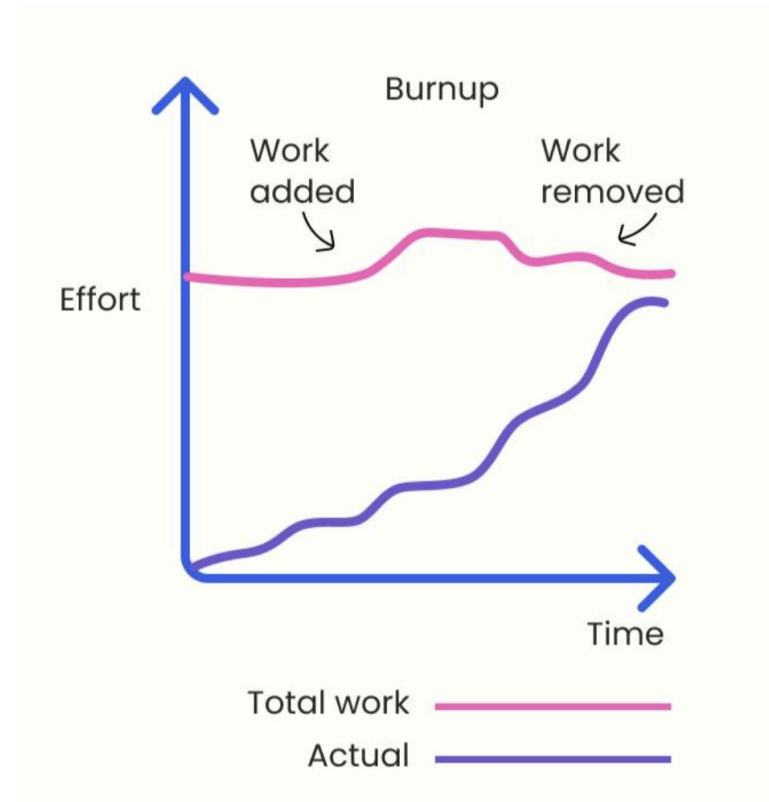 Burnup
Work
added
Work
removed
Effort
Time
Total work
Actual